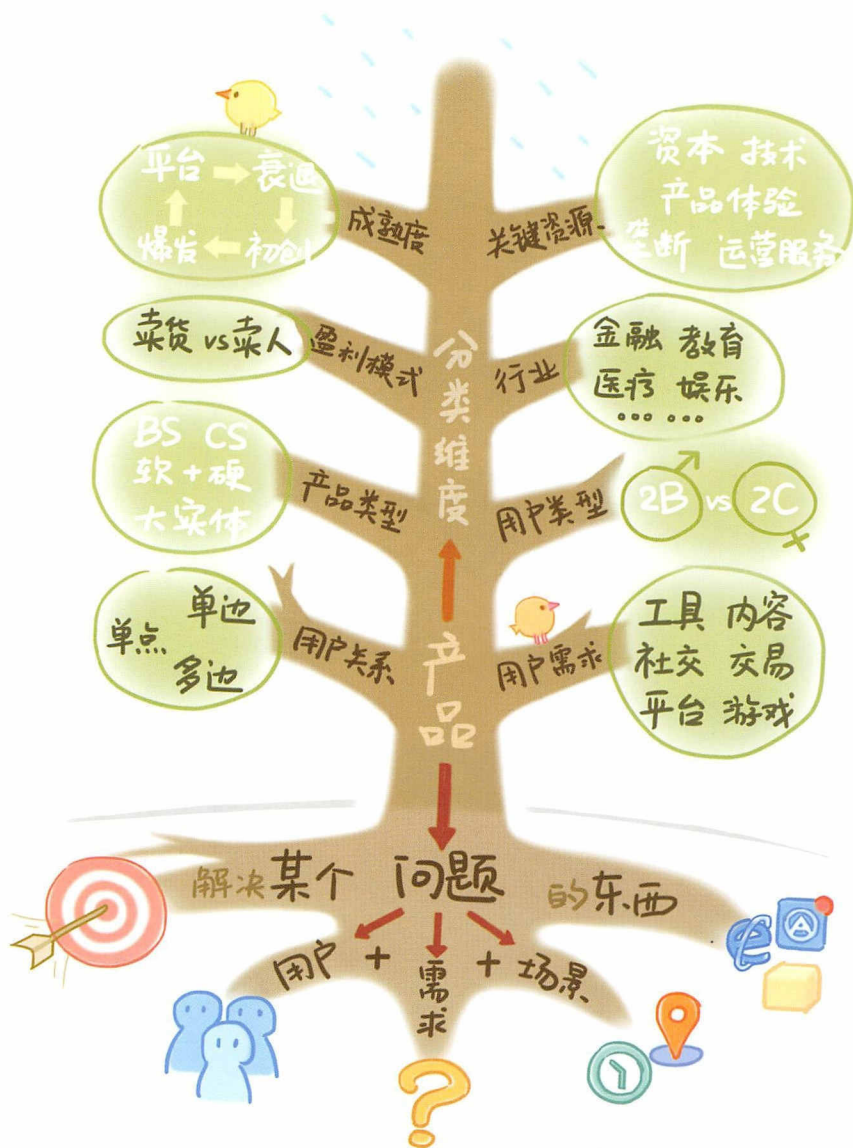 平台 → 衰退
爆发 ← 初创
成熟度
关键资源
资本 技术
产品体验
垄断 运营服务
卖货 vs 卖人
盈利模式
行业
金融 教育
医疗 娱乐
... ...
BS CS
软+硬
大实体
产品类型
用户类型
2B vs 2C
单点 单边
多边
用户关系
用户需求
工具 内容
社交 交易
平台 游戏
分类维度
产品
解决某个 问题 的东西
用户 + 需求 + 场景